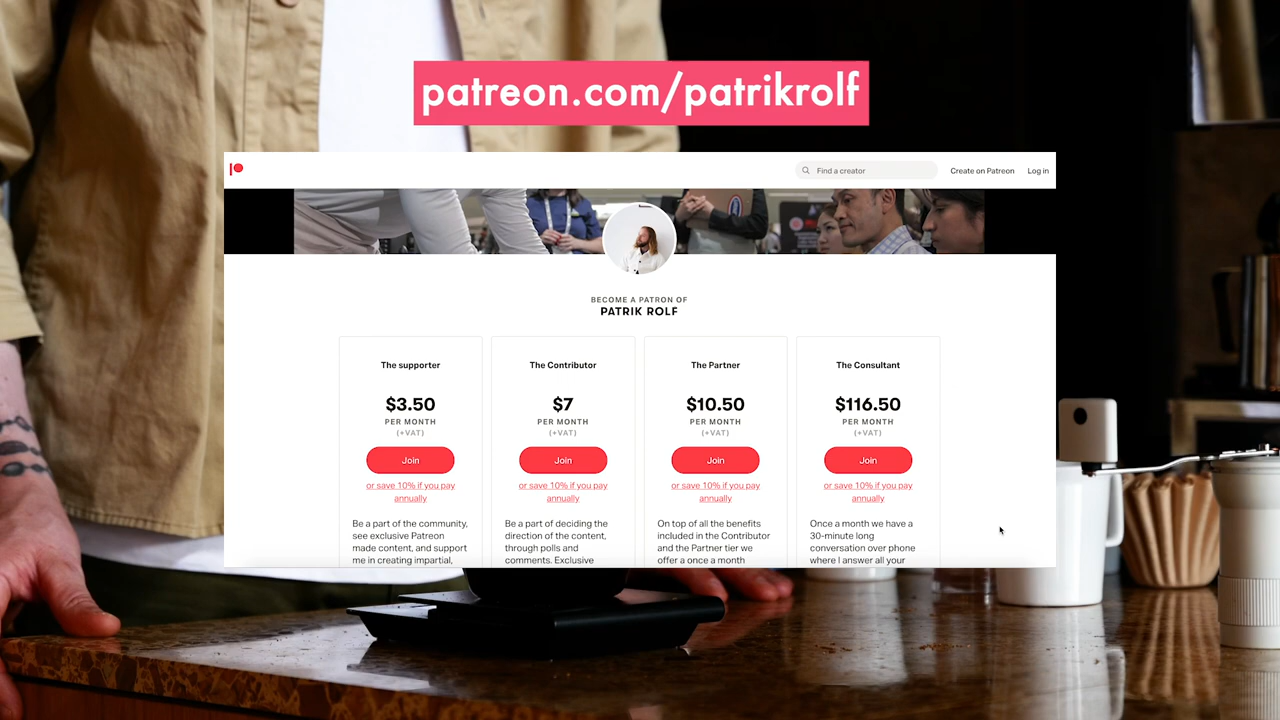 patreon.com/patrikrolf
Find a creator
Create on Patreon
Log in
BECOME A PATRON OF
PATRIK ROLF
The supporter
$3.50
PER MONTH
(+VAT)
Join
or save 10% if you pay
annually
Be a part of the community,
see exclusive Patreon
made content, and support
me in creating impartial,
The Contributor
$7
PER MONTH
(+VAT)
Join
or save 10% if you pay
annually
Be a part of deciding the
direction of the content,
through polls and
comments. Exclusive
The Partner
$10.50
PER MONTH
(+VAT)
Join
or save 10% if you pay
annually
On top of all the benefits
included in the Contributor
and the Partner tier we
offer a once a month
The Consultant
$116.50
PER MONTH
(+VAT)
Join
or save 10% if you pay
annually
Once a month we have a
30-minute long
conversation over phone
where I answer all your